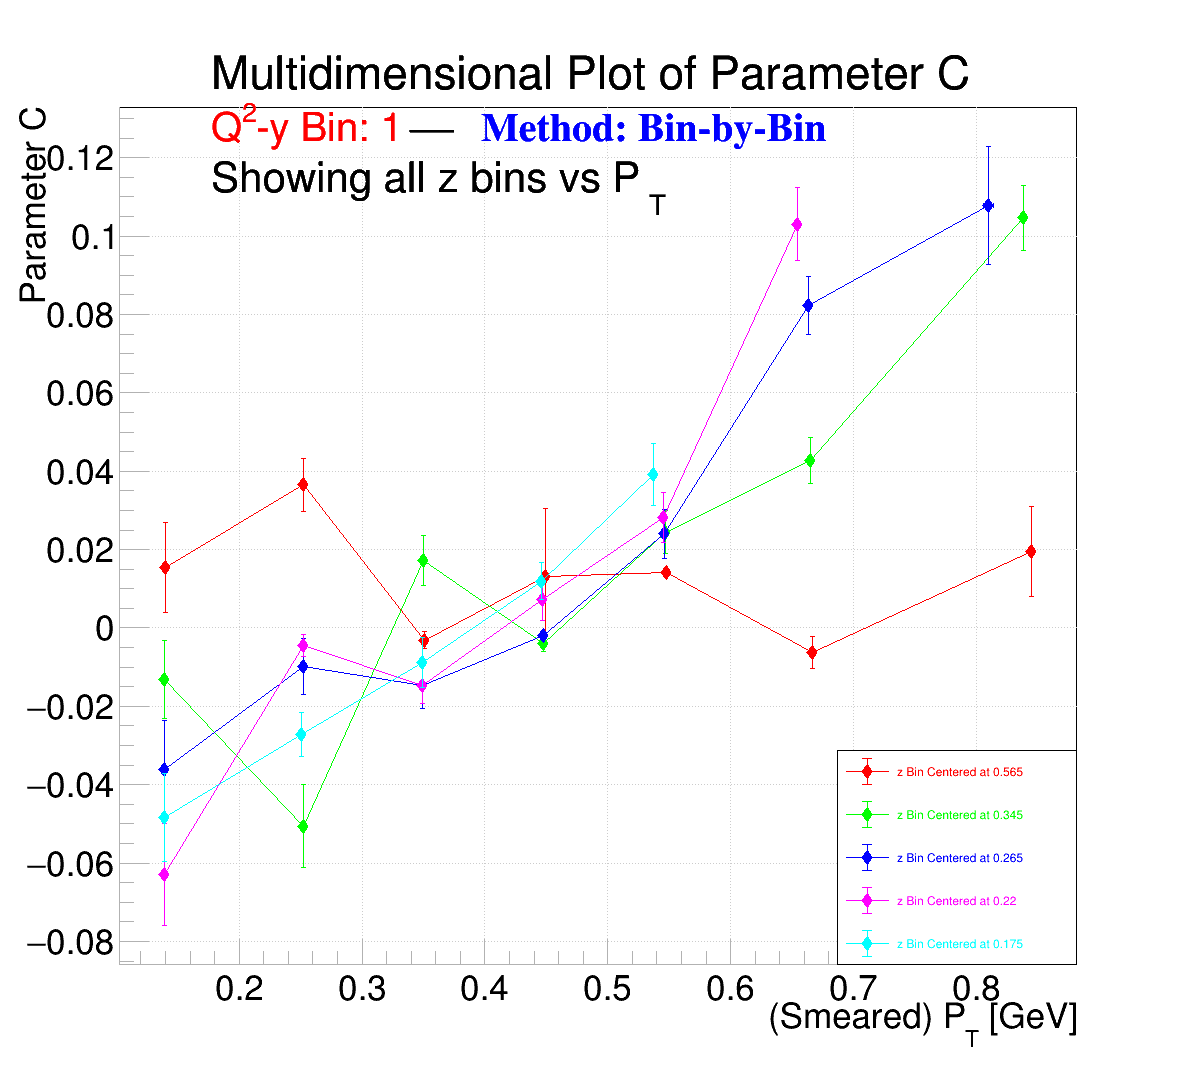 Multidimensional Plot of Parameter C
Q²-y Bin: 1 — Method: Bin-by-Bin
Showing all z bins vs P_T
Parameter C
0.12
0.1
0.08
0.06
0.04
0.02
0
−0.02
−0.04
−0.06
−0.08
z Bin Centered at 0.565
z Bin Centered at 0.345
z Bin Centered at 0.265
z Bin Centered at 0.22
z Bin Centered at 0.175
0.2 0.3 0.4 0.5 0.6 0.7 0.8
(Smeared) P_T [GeV]